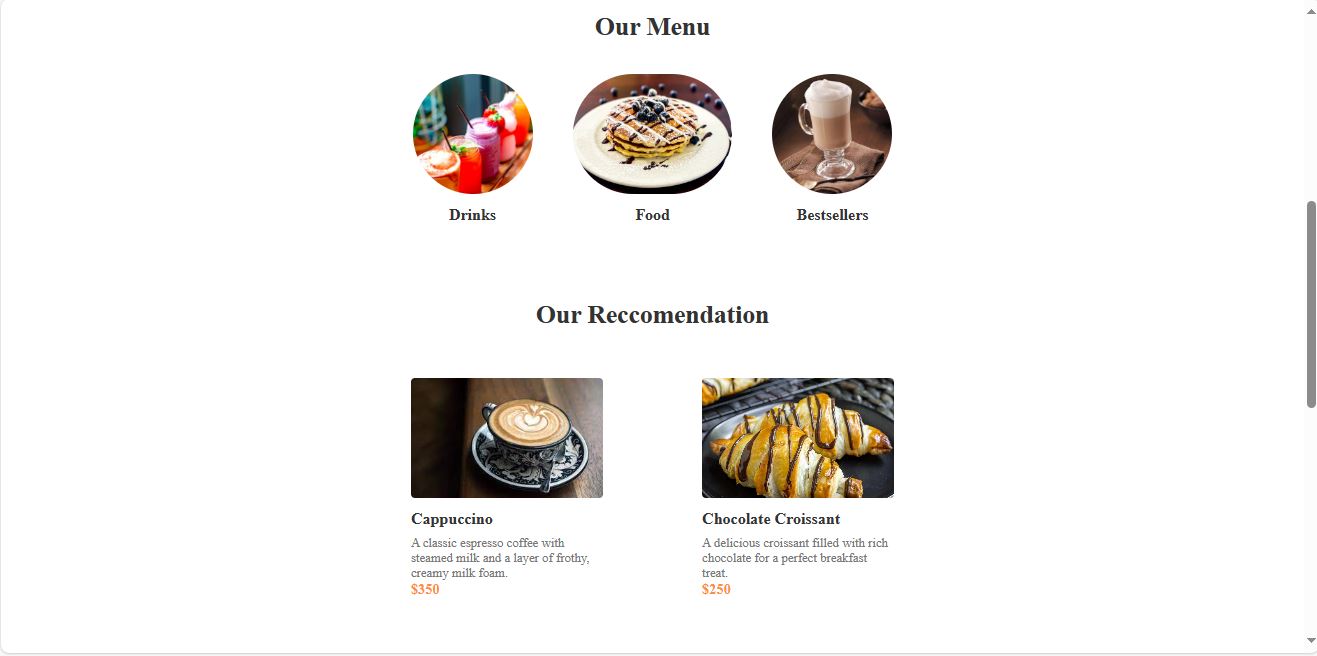 Our Menu
Drinks
Food
Bestsellers
Our Reccomendation
Cappuccino
A classic espresso coffee with
steamed milk and a layer of frothy,
creamy milk foam.
$350
Chocolate Croissant
A delicious croissant filled with rich
chocolate for a perfect breakfast
treat.
$250